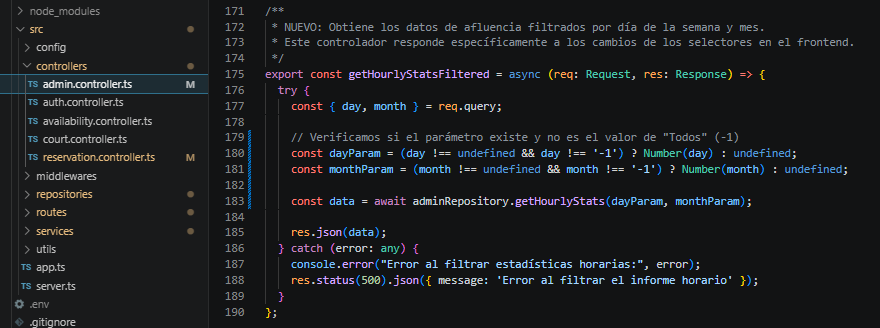 node_modules
src
config
controllers
TS admin.controller.ts M
TS auth.controller.ts
TS availability.controller.ts
TS court.controller.ts
TS reservation.controller.ts M
middlewares
repositories
routes
services
utils
TS app.ts
TS server.ts
.env
.gitignore
171 /**
172 * NUEVO: Obtiene los datos de afluencia filtrados por día de la semana y mes.
173 * Este controlador responde específicamente a los cambios de los selectores en el frontend.
174 */
175 export const getHourlyStatsFiltered = async (req: Request, res: Response) => {
176 try {
177 const { day, month } = req.query;
178
179 // Verificamos si el parámetro existe y no es el valor de "Todos" (-1)
180 const dayParam = (day !== undefined && day !== '-1') ? Number(day) : undefined;
181 const monthParam = (month !== undefined && month !== '-1') ? Number(month) : undefined;
182
183 const data = await adminRepository.getHourlyStats(dayParam, monthParam);
184
185 res.json(data);
186 } catch (error: any) {
187 console.error("Error al filtrar estadísticas horarias:", error);
188 res.status(500).json({ message: 'Error al filtrar el informe horario' });
189 }
190 };